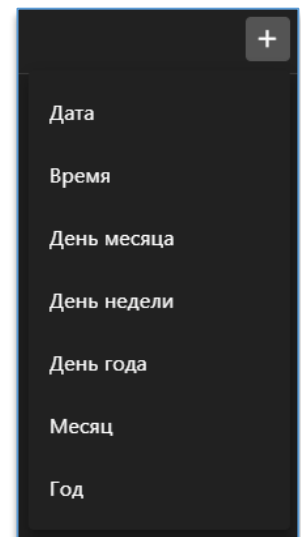 Дата
Время
День месяца
День недели
День года
Месяц
Год